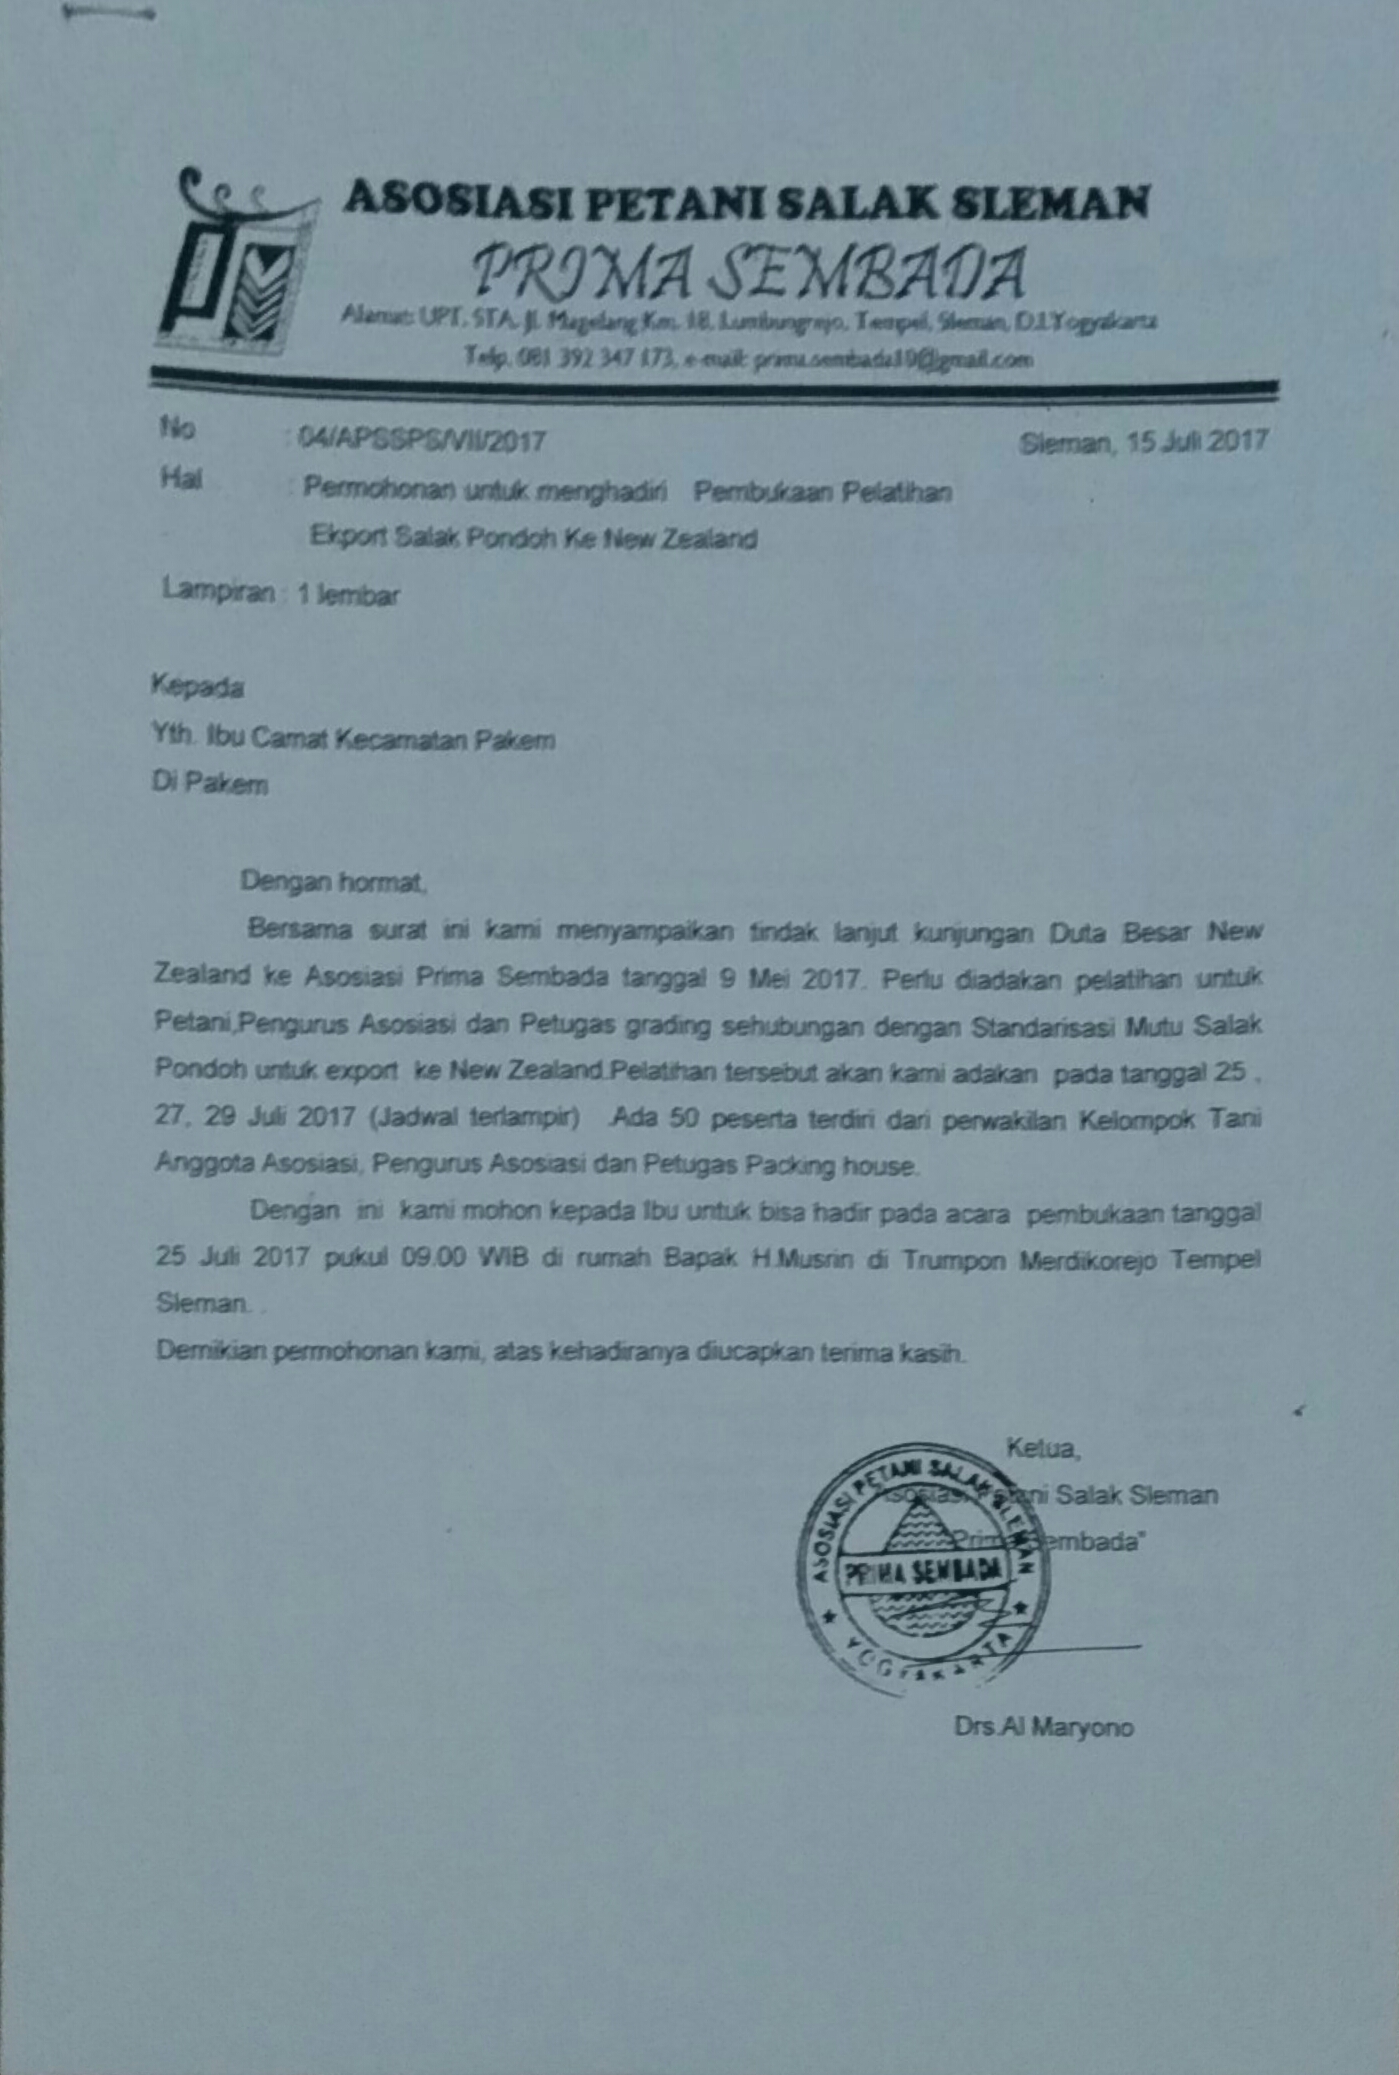 ASOSIASI PETANI SALAK SLEMAN
PRIMA SEMBADA
Alamat: UPT, STA. Jl. Magelang Km. 18, Lumbungrejo, Tempel, Sleman, D.I.Yogyakarta
Telp. 081 392 347 173, e-mail: prima.sembada10@gmail.com
No : 04/APSSPS/VII/2017 Sleman, 15 Juli 2017
Hal : Permohonan untuk menghadiri Pembukaan Pelatihan
Ekport Salak Pondoh Ke New Zealand
Lampiran : 1 lembar
Kepada
Yth. Ibu Camat Kecamatan Pakem
Di Pakem
Dengan hormat,
Bersama surat ini kami menyampaikan tindak lanjut kunjungan Duta Besar New
Zealand ke Asosiasi Prima Sembada tanggal 9 Mei 2017. Perlu diadakan pelatihan untuk
Petani,Pengurus Asosiasi dan Petugas grading sehubungan dengan Standarisasi Mutu Salak
Pondoh untuk export ke New Zealand.Pelatihan tersebut akan kami adakan pada tanggal 25 ,
27, 29 Juli 2017 (Jadwal terlampir) .Ada 50 peserta terdiri dari perwakilan Kelompok Tani
Anggota Asosiasi, Pengurus Asosiasi dan Petugas Packing house.
Dengan ini kami mohon kepada Ibu untuk bisa hadir pada acara pembukaan tanggal
25 Juli 2017 pukul 09.00 WIB di rumah Bapak H.Musrin di Trumpon Merdikorejo Tempel
Sleman. .
Demikian permohonan kami, atas kehadiranya diucapkan terima kasih.
Ketua,
Asosiasi Petani Salak Sleman
Prima Sembada"
ASOSIASI PETANI SALAK SLEMAN
PRIMA SEMBADA
YOGYAKARTA
Drs.Al Maryono